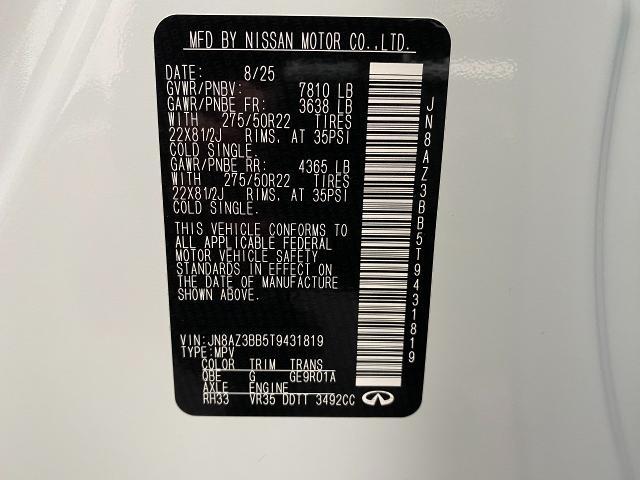 MFD BY NISSAN MOTOR CO.,LTD.
DATE: 8/25
GVWR/PNBV: 7810 LB
GAWR/PNBE FR: 3638 LB
WITH 275/50R22 TIRES
22X81/2J RIMS, AT 35PSI
COLD SINGLE.
GAWR/PNBE RR: 4365 LB
WITH 275/50R22 TIRES
22X81/2J RIMS, AT 35PSI
COLD SINGLE.
THIS VEHICLE CONFORMS TO
ALL APPLICABLE FEDERAL
MOTOR VEHICLE SAFETY
STANDARDS IN EFFECT ON
THE DATE OF MANUFACTURE
SHOWN ABOVE.
VIN:JN8AZ3BB5T9431819
TYPE:MPV
COLOR TRIM TRANS
QBE G GE9R01A
AXLE ENGINE
RH33 VR35 DDTT 3492CC
JN8AZ3BB5T9431819
INFINITI